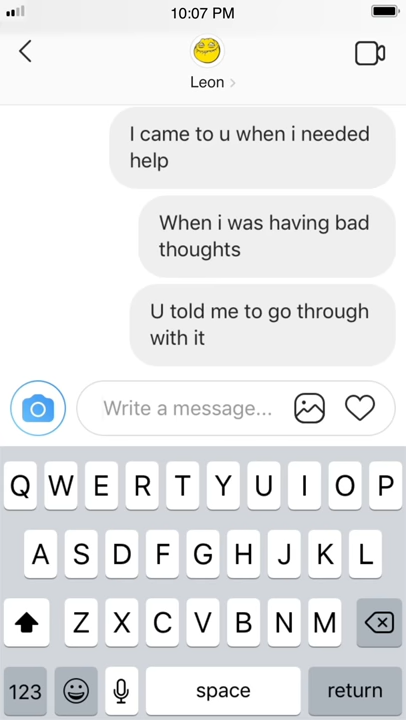 10:07 PM
Leon
I came to u when i needed
help
When i was having bad
thoughts
U told me to go through
with it
Write a message...
Q W E R T Y U I O P
A S D F G H J K L
Z X C V B N M
123 space return